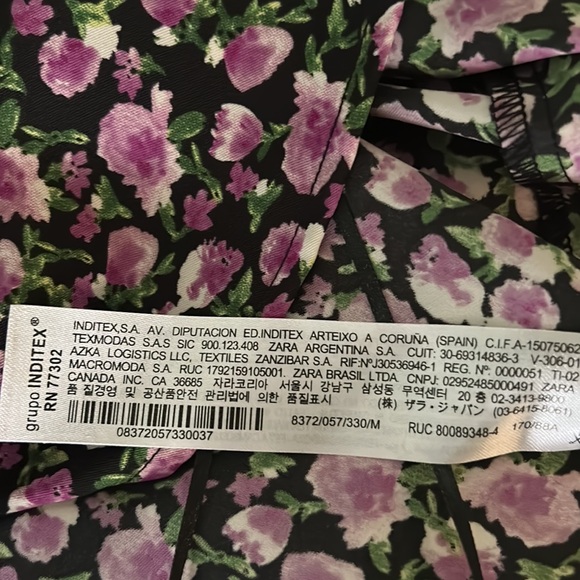 grupo INDITEX®
RN 77302
INDITEX,S.A. AV. DIPUTACION ED.INDITEX ARTEIXO A CORUÑA (SPAIN) C.I.F.A-15075062
TEXMODAS S.A.S SIC 900.123.408 ZARA ARGENTINA S.A. CUIT: 30-69314836-3 V-306-01
AZKA LOGISTICS LLC, TEXTILES ZANZIBAR S.A. RIF:NºJ30536946-1 REG. Nº: 0000051 TI-02
MACROMODA S.A. RUC 1792159105001. ZARA BRASIL LTDA. CNPJ: 02952485000491 ZARA
CANADA INC. CA 36685 자라코리아 서울시 강남구 삼성동 무역센터 20 층 02-3413-9800
품 질경영 및 공산품안전 관리법에 의한 품질표시 (株) ザラ・ジャパン (03-6415-8061)
08372057330037
8372/057/330/M RUC 80089348-4 170/88A